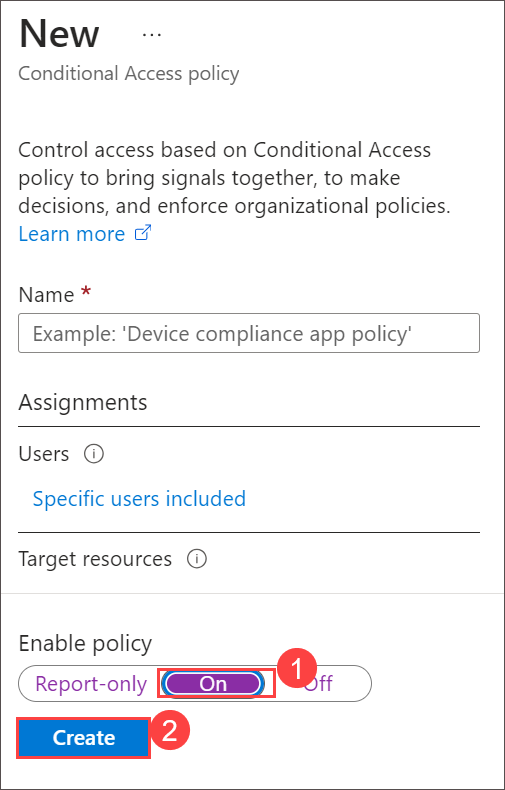 New ...
Conditional Access policy
Control access based on Conditional Access
policy to bring signals together, to make
decisions, and enforce organizational policies.
Learn more
Name *
Example: 'Device compliance app policy'
Assignments
Users
Specific users included
Target resources
Enable policy
Report-only On Off
1
Create
2